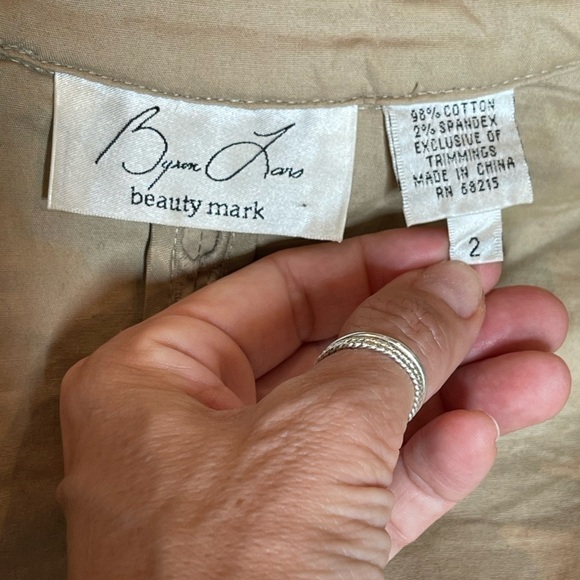 Byron Lars
beauty mark
98% COTTON
2% SPANDEX
EXCLUSIVE OF
TRIMMINGS
MADE IN CHINA
RN 68215
2